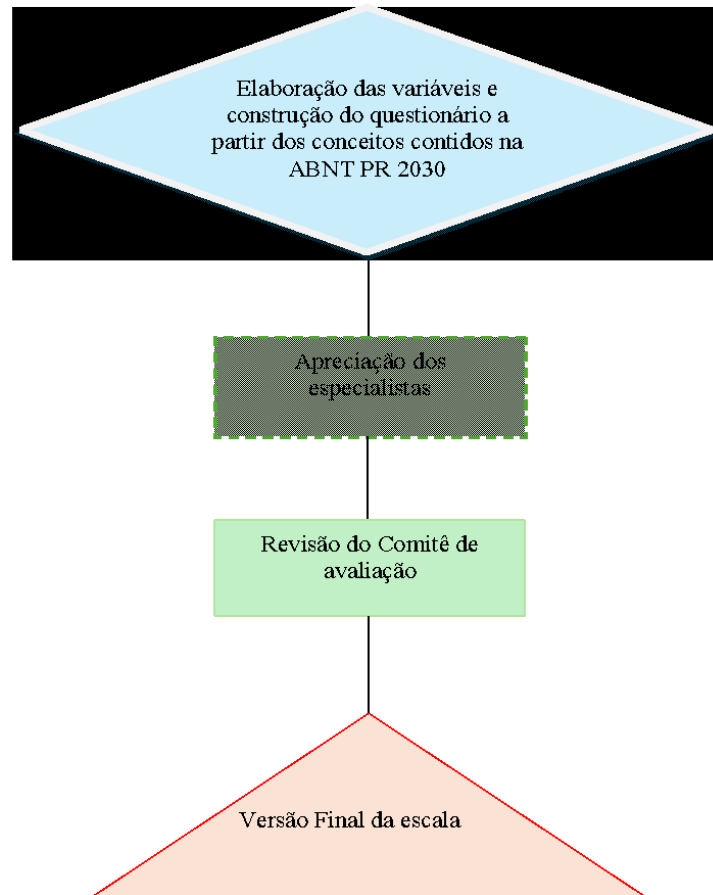 Elaboração das variáveis e
construção do questionário a
partir dos conceitos contidos na
ABNT PR 2030
Apreciação dos
especialistas
Revisão do Comitê de
avaliação
Versão Final da escala